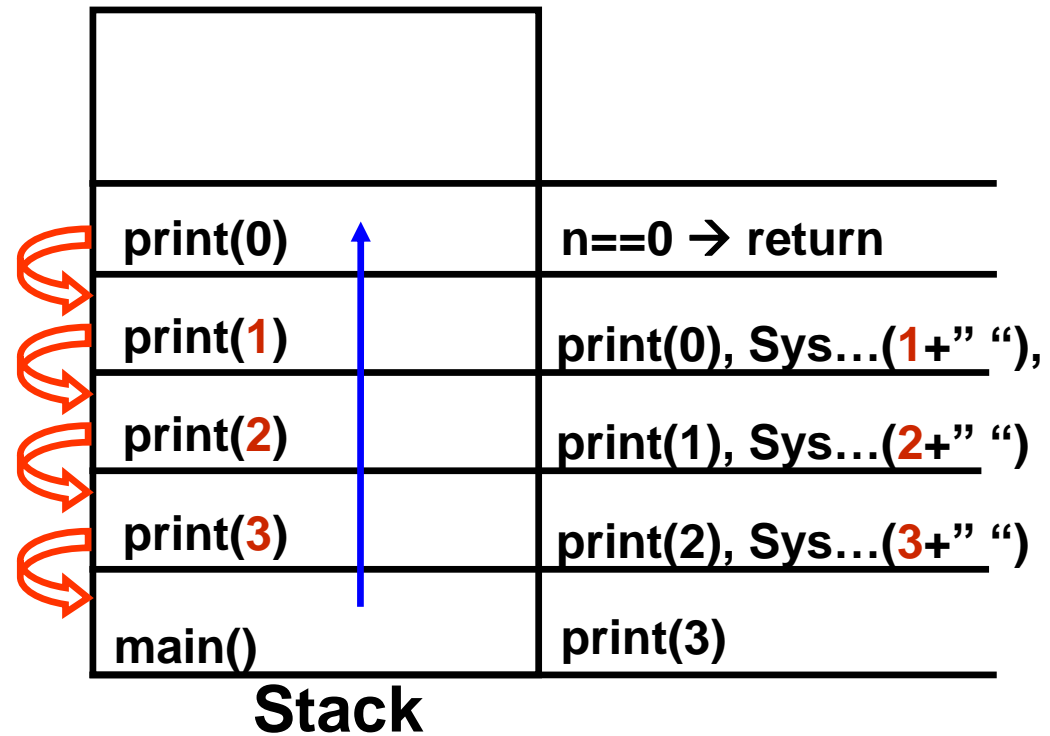 print(0) n==0 → return
print(1) print(0), Sys…(1+” “),
print(2) print(1), Sys…(2+” “)
print(3) print(2), Sys…(3+” “)
main() print(3)
Stack